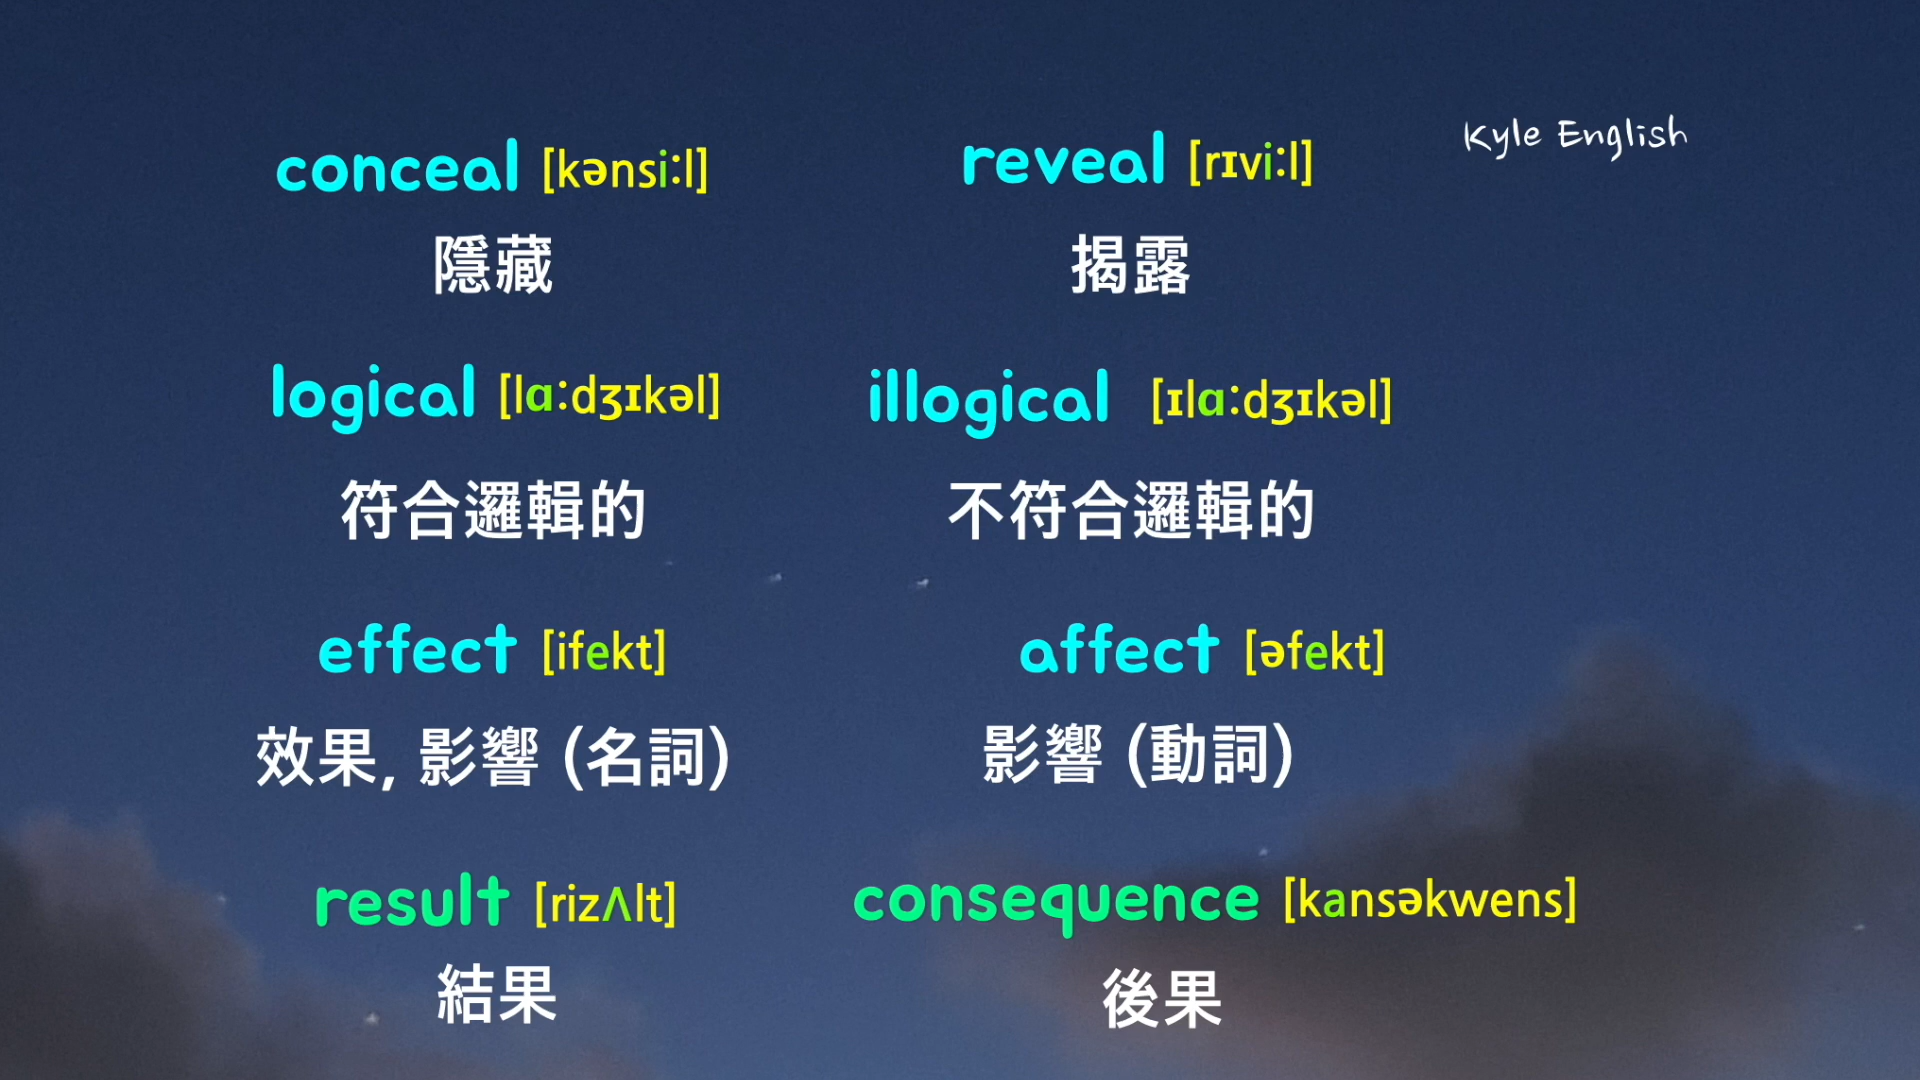 Kyle English
conceal [kənsi:l] reveal [rɪvi:l]
隱藏 揭露
logical [lɑ:dʒɪkəl] illogical [ɪlɑ:dʒɪkəl]
符合邏輯的 不符合邏輯的
effect [ifekt] affect [əfekt]
效果, 影響 (名詞) 影響 (動詞)
result [rizΛlt] consequence [kansəkwens]
結果 後果